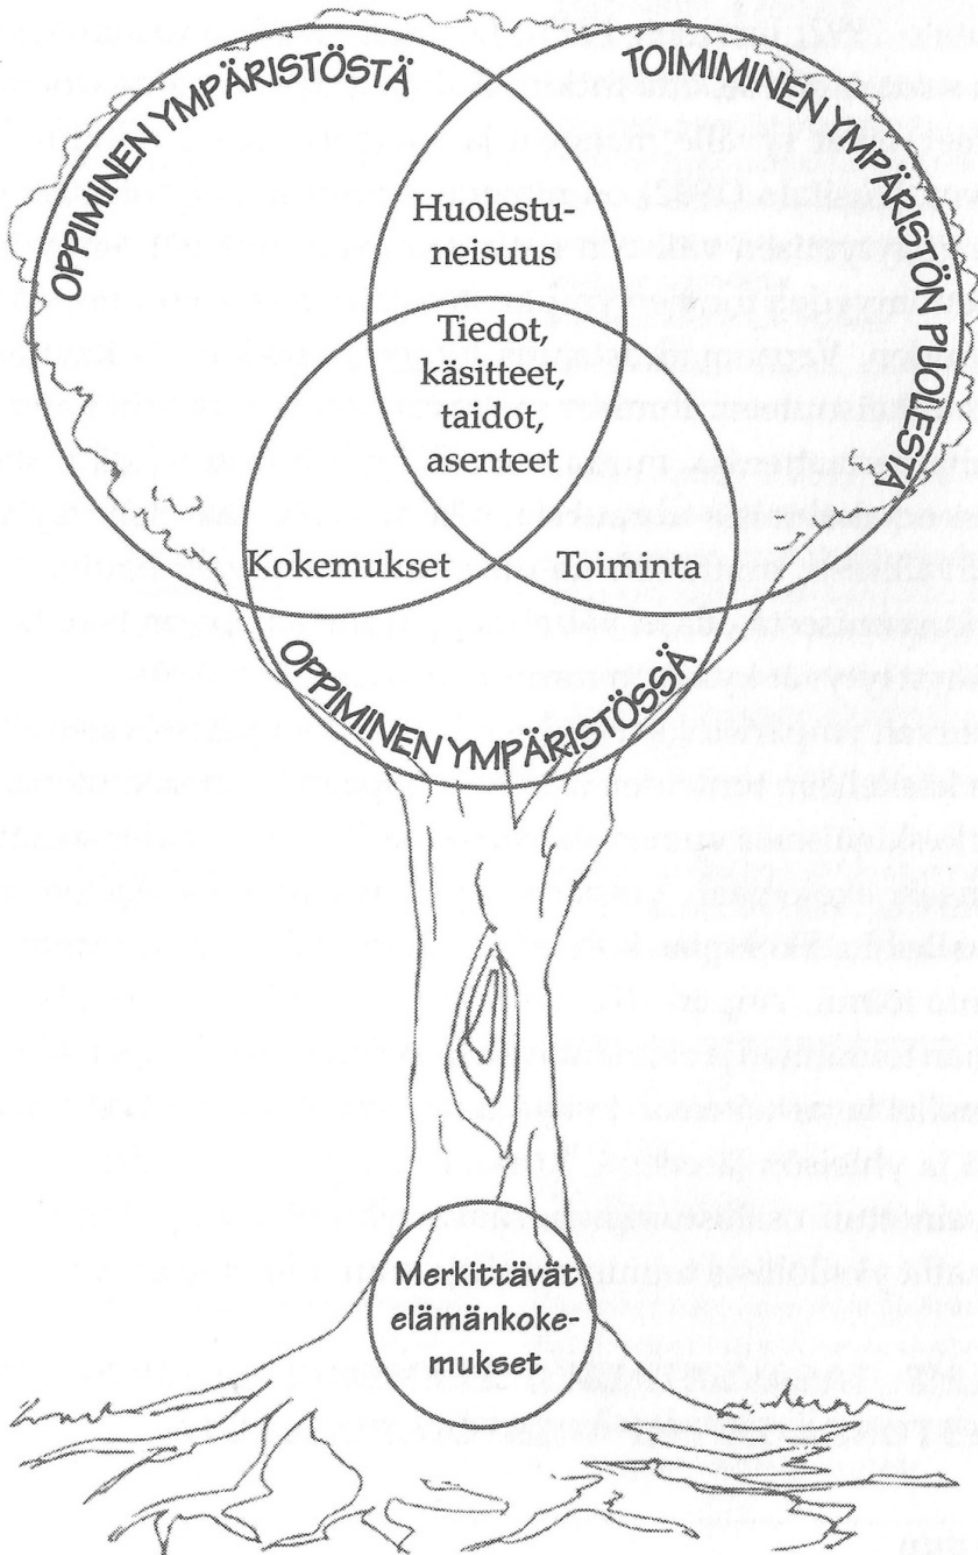 OPPIMINEN YMPÄRISTÖSTÄ
TOIMIMINEN YMPÄRISTÖN PUOLESTA
Huolestu-
neisuus
Tiedot,
käsitteet,
taidot,
asenteet
Kokemukset
Toiminta
OPPIMINEN YMPÄRISTÖSSÄ
Merkittävät
elämänkoke-
mukset